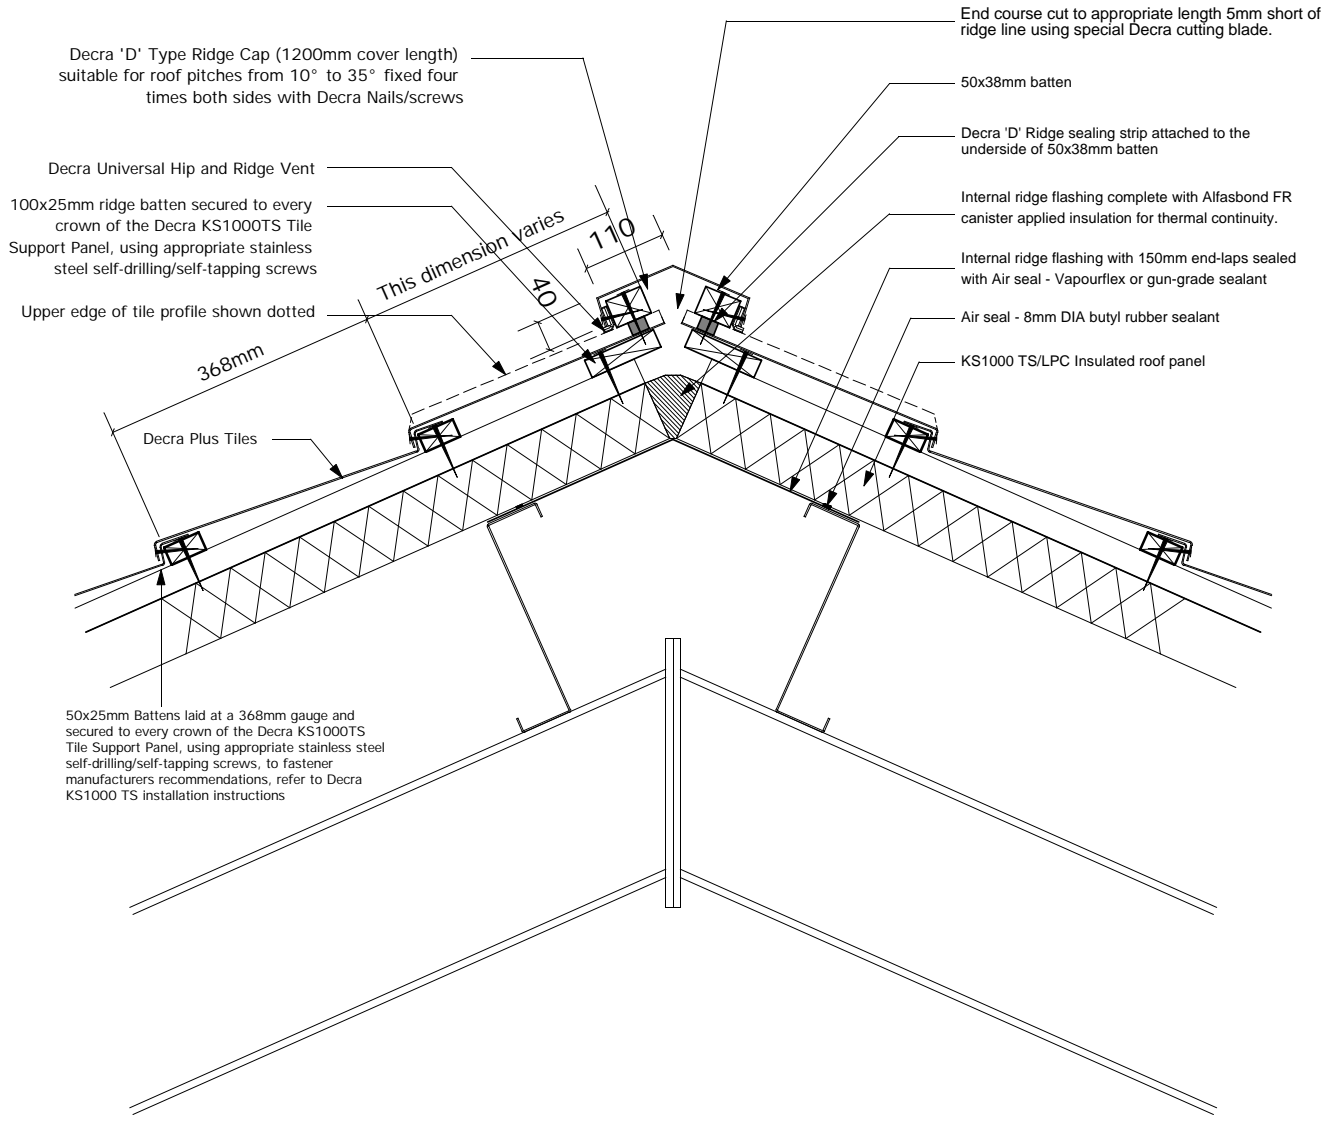 Decra 'D' Type Ridge Cap (1200mm cover length)
suitable for roof pitches from 10° to 35° fixed four
times both sides with Decra Nails/screws
Decra Universal Hip and Ridge Vent
100x25mm ridge batten secured to every
crown of the Decra KS1000TS Tile
Support Panel, using appropriate stainless
steel self-drilling/self-tapping screws
Upper edge of tile profile shown dotted
This dimension varies
110
40
368mm
Decra Plus Tiles
50x25mm Battens laid at a 368mm gauge and
secured to every crown of the Decra KS1000TS
Tile Support Panel, using appropriate stainless steel
self-drilling/self-tapping screws, to fastener
manufacturers recommendations, refer to Decra
KS1000 TS installation instructions
End course cut to appropriate length 5mm short of
ridge line using special Decra cutting blade.
50x38mm batten
Decra 'D' Ridge sealing strip attached to the
underside of 50x38mm batten
Internal ridge flashing complete with Alfasbond FR
canister applied insulation for thermal continuity.
Internal ridge flashing with 150mm end-laps sealed
with Air seal - Vapourflex or gun-grade sealant
Air seal - 8mm DIA butyl rubber sealant
KS1000 TS/LPC Insulated roof panel